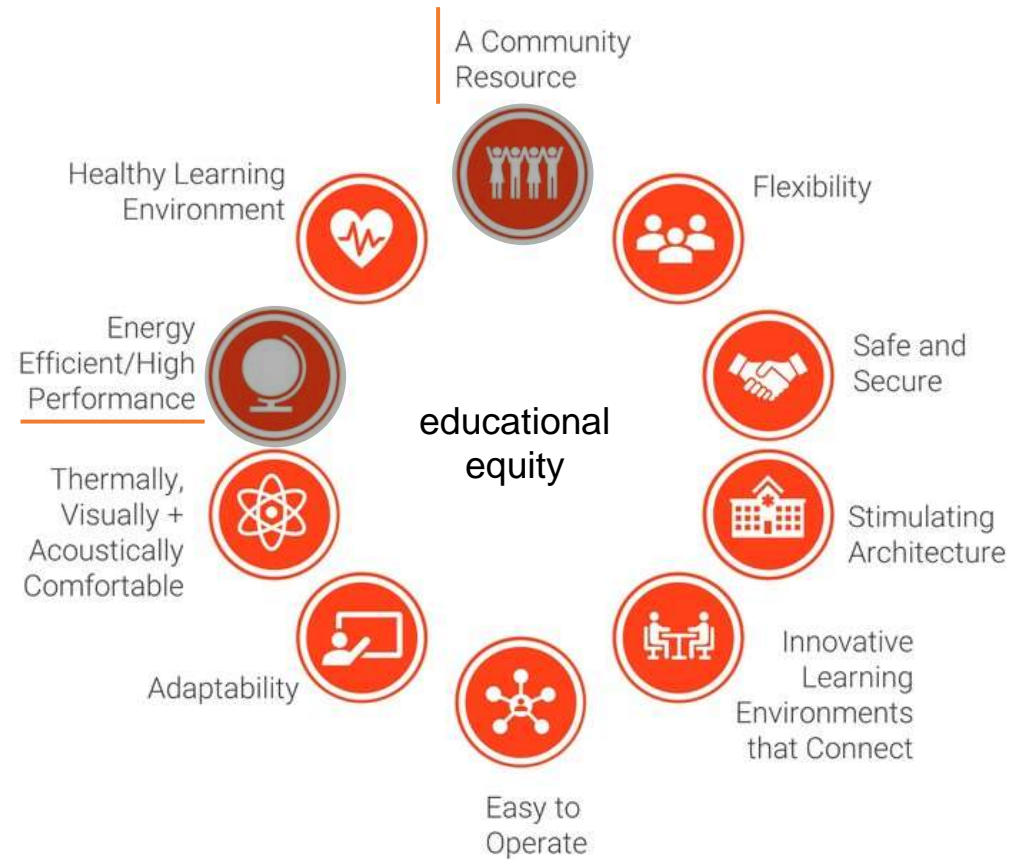 A Community
Resource
Flexibility
Safe and
Secure
Stimulating
Architecture
Innovative
Learning
Environments
that Connect
Easy to
Operate
Adaptability
Thermally,
Visually +
Acoustically
Comfortable
Energy
Efficient/High
Performance
Healthy Learning
Environment
educational
equity